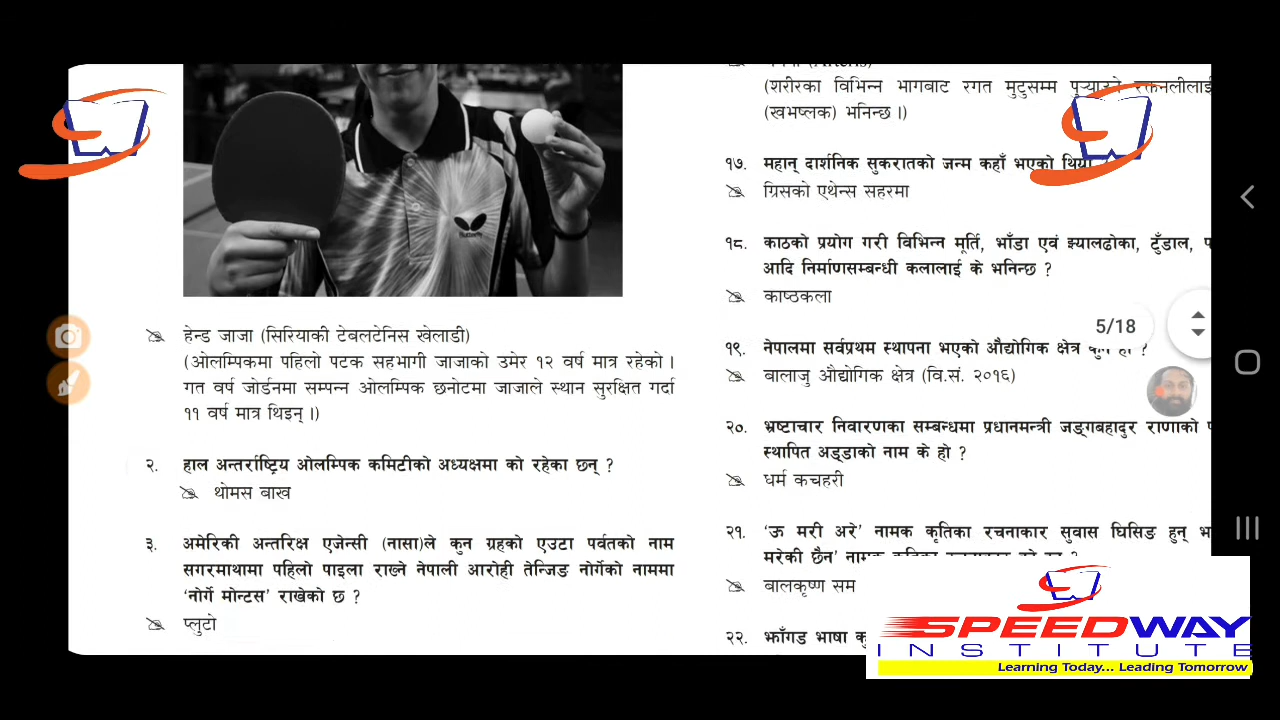 Butterfly
हेन्ड जाजा (सिरियाकी टेबलटेनिस खेलाडी)
(ओलम्पिकमा पहिलो पटक सहभागी जाजाको उमेर १२ वर्ष मात्र रहेको ।
गत वर्ष जोर्डनमा सम्पन्न ओलम्पिक छनोटमा जाजाले स्थान सुरक्षित गर्दा
११ वर्ष मात्र थिइन् ।)
२. हाल अन्तर्राष्ट्रिय ओलम्पिक कमिटीको अध्यक्षमा को रहेका छन् ?
थोमस बाख
३. अमेरिकी अन्तरिक्ष एजेन्सी (नासा)ले कुन ग्रहको एउटा पर्वतको नाम
सगरमाथामा पहिलो पाइला राख्ने नेपाली आरोही तेन्जिङ नोर्गेको नाममा
‘नोर्गे मोन्टस’ राखेको छ ?
प्लुटो
(शरीरका विभिन्न भागबाट रगत मुटुसम्म पुऱ्याउने रक्तनलीलाई
(खभष्लक) भनिन्छ ।)
१७. महान् दार्शनिक सुकरातको जन्म कहाँ भएको थियो
ग्रिसको एथेन्स सहरमा
१८. काठको प्रयोग गरी विभिन्न मूर्ति, भाँडा एवं झ्यालढोका, टुँडाल,
आदि निर्माणसम्बन्धी कलालाई के भनिन्छ ?
काष्ठकला
5/18
१९. नेपालमा सर्वप्रथम स्थापना भएको औद्योगिक क्षेत्र कुन हो ?
बालाजु औद्योगिक क्षेत्र (वि.सं. २०१६)
२०. भ्रष्टाचार निवारणका सम्बन्धमा प्रधानमन्त्री जङ्गबहादुर राणाको
स्थापित अड्डाको नाम के हो ?
धर्म कचहरी
२१. ‘ऊ मरी अरे’ नामक कृतिका रचनाकार सुवास घिसिङ हुन्
मरेकी छैन’
बालकृष्ण सम
२२. झाँगड भाषा
SPEEDWAY
INSTITUTE
Learning Today... Leading Tomorrow